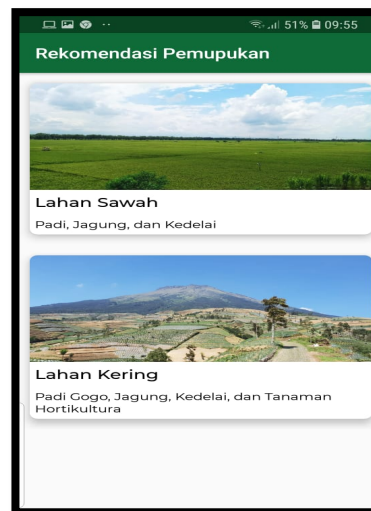 51% 09:55
Rekomendasi Pemupukan
Lahan Sawah
Padi, Jagung, dan Kedelai
Lahan Kering
Padi Gogo, Jagung, Kedelai, dan Tanaman
Hortikultura